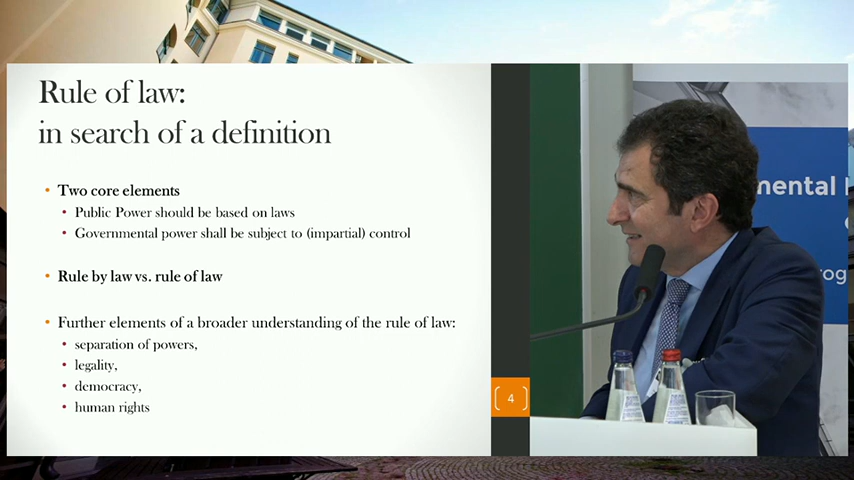 Rule of law:
in search of a definition
• Two core elements
• Public Power should be based on laws
• Governmental power shall be subject to (impartial) control
• Rule by law vs. rule of law
• Further elements of a broader understanding of the rule of law:
• separation of powers,
• legality,
• democracy,
• human rights
4
mental
rog